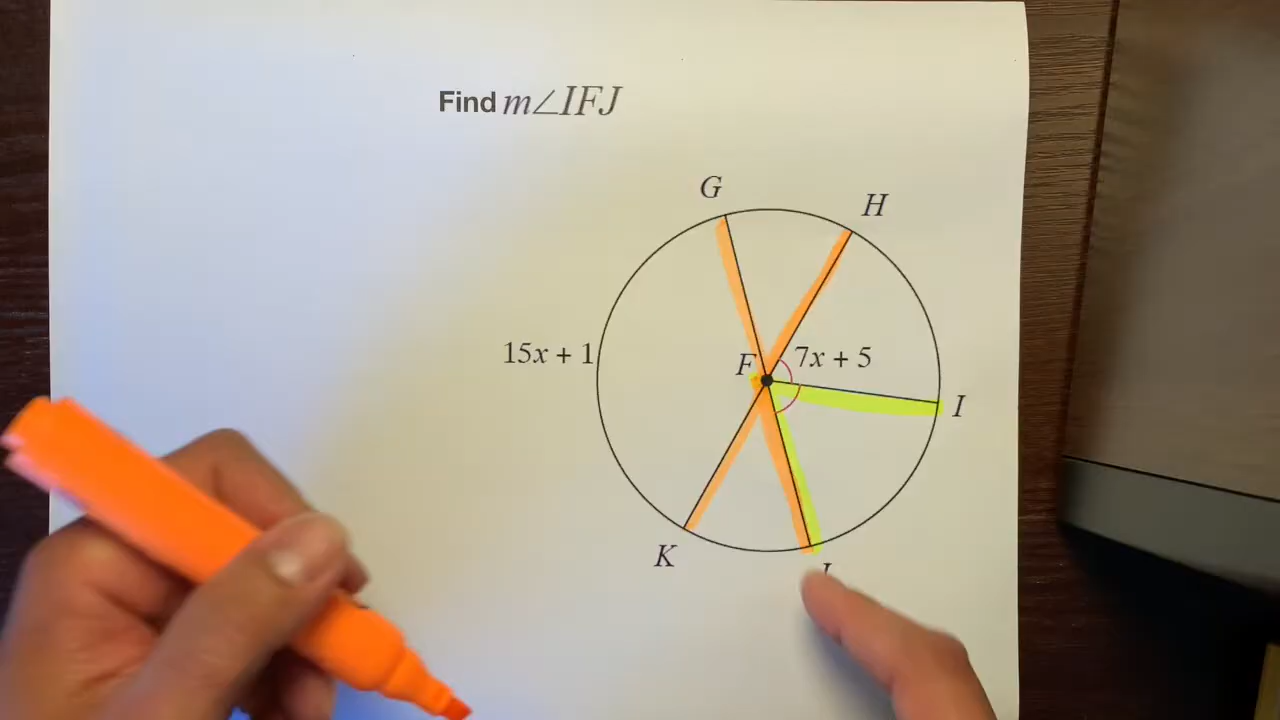 Find m∠IFJ
G
H
15x + 1
F
7x + 5
I
K